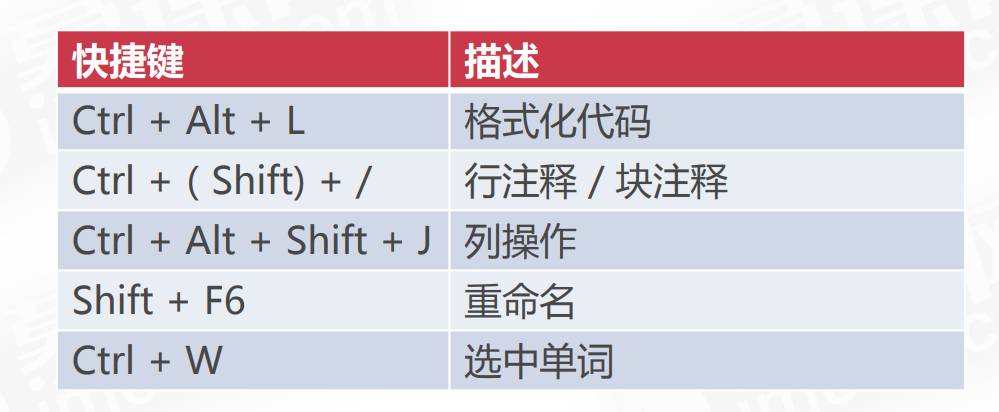 快捷键 描述
Ctrl + Alt + L 格式化代码
Ctrl + ( Shift) + / 行注释 / 块注释
Ctrl + Alt + Shift + J 列操作
Shift + F6 重命名
Ctrl + W 选中单词